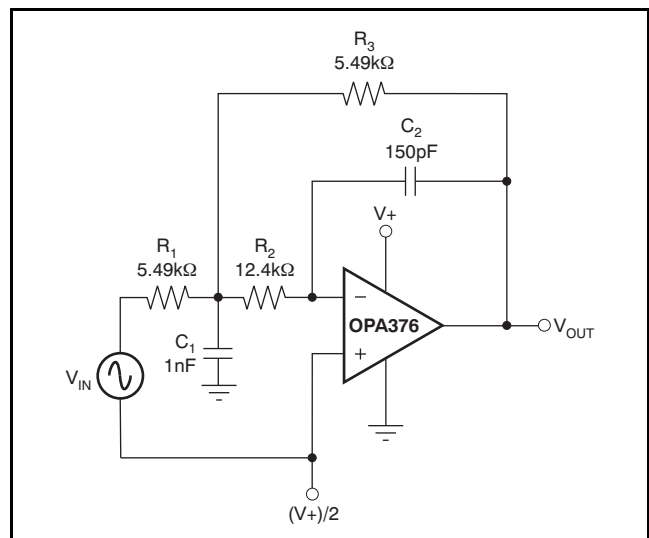 R3
5.49kΩ
C2
150pF
V+
R1
5.49kΩ
R2
12.4kΩ
−
OPA376
+
VOUT
C1
1nF
VIN
(V+)/2